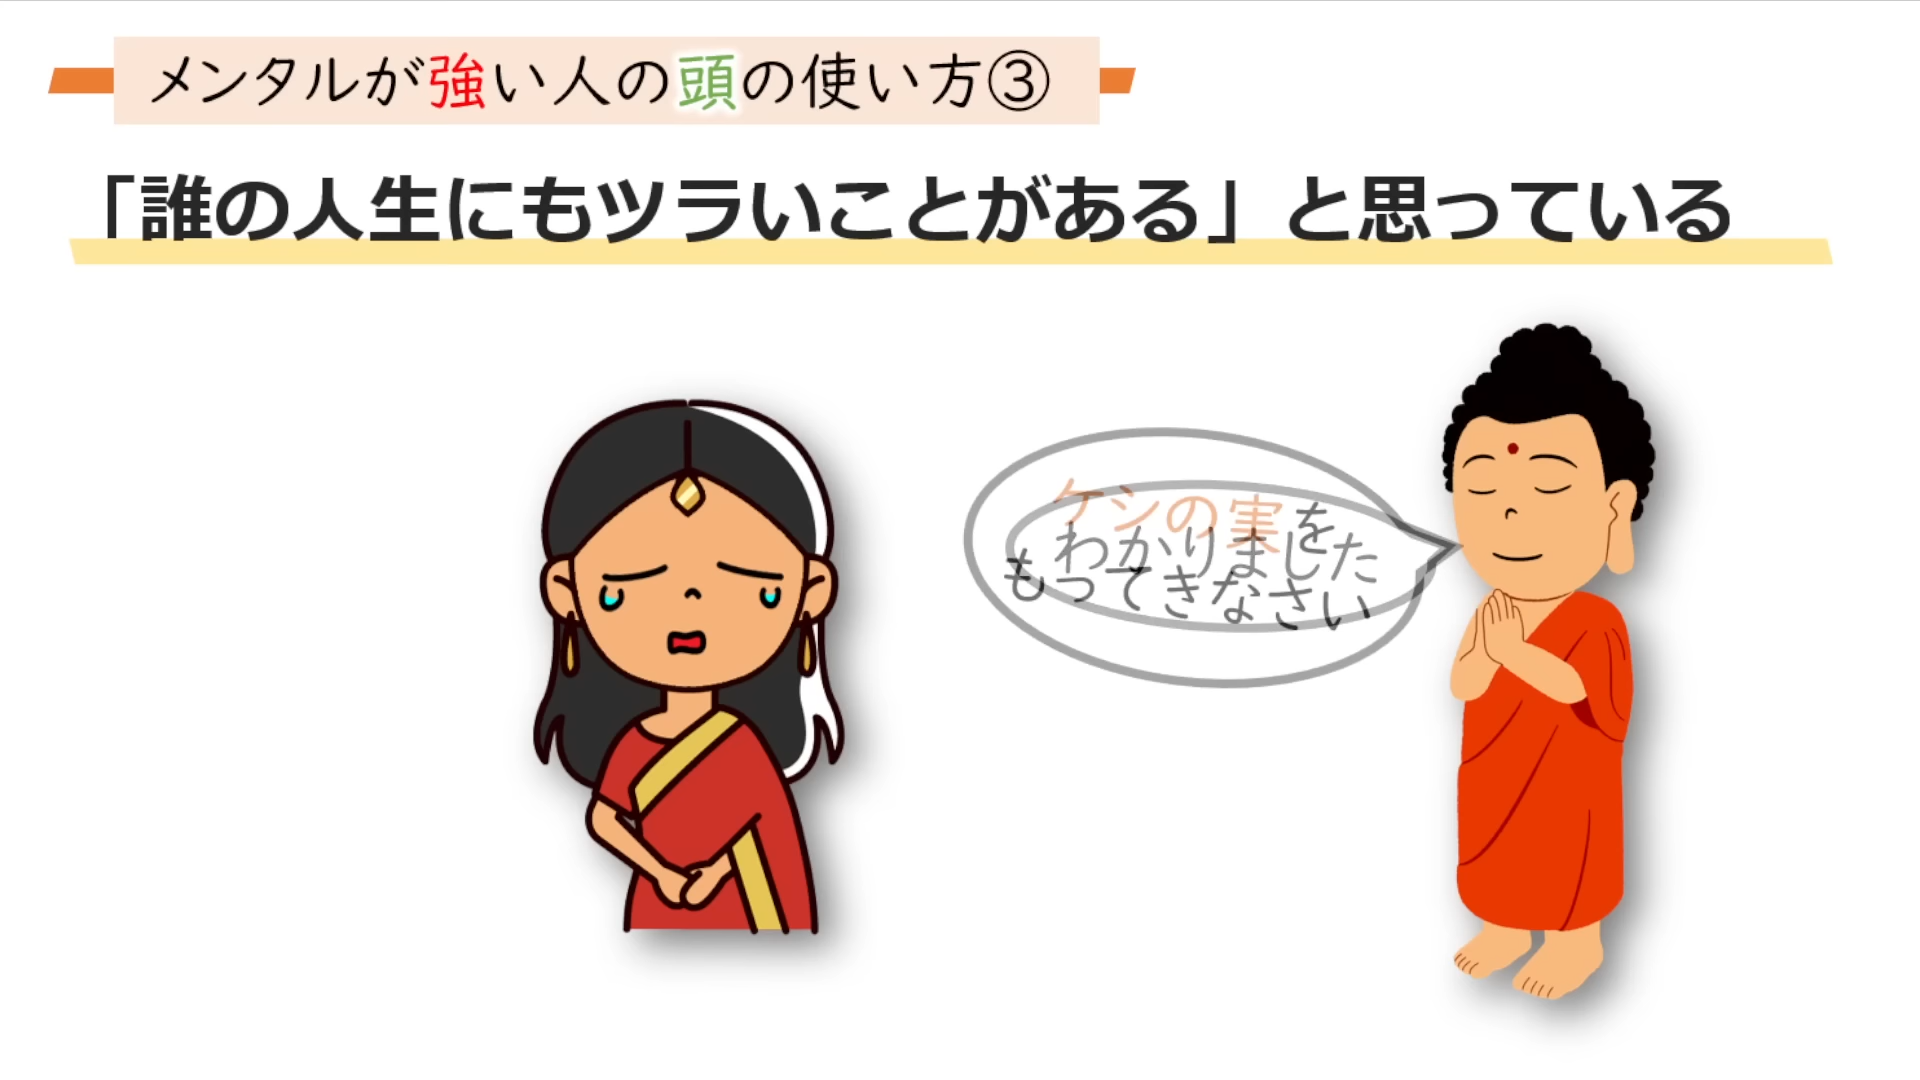 メンタルが強い人の頭の使い方③
「誰の人生にもツラいことがある」と思っている
ケシの実を
わかりました
もってきなさい